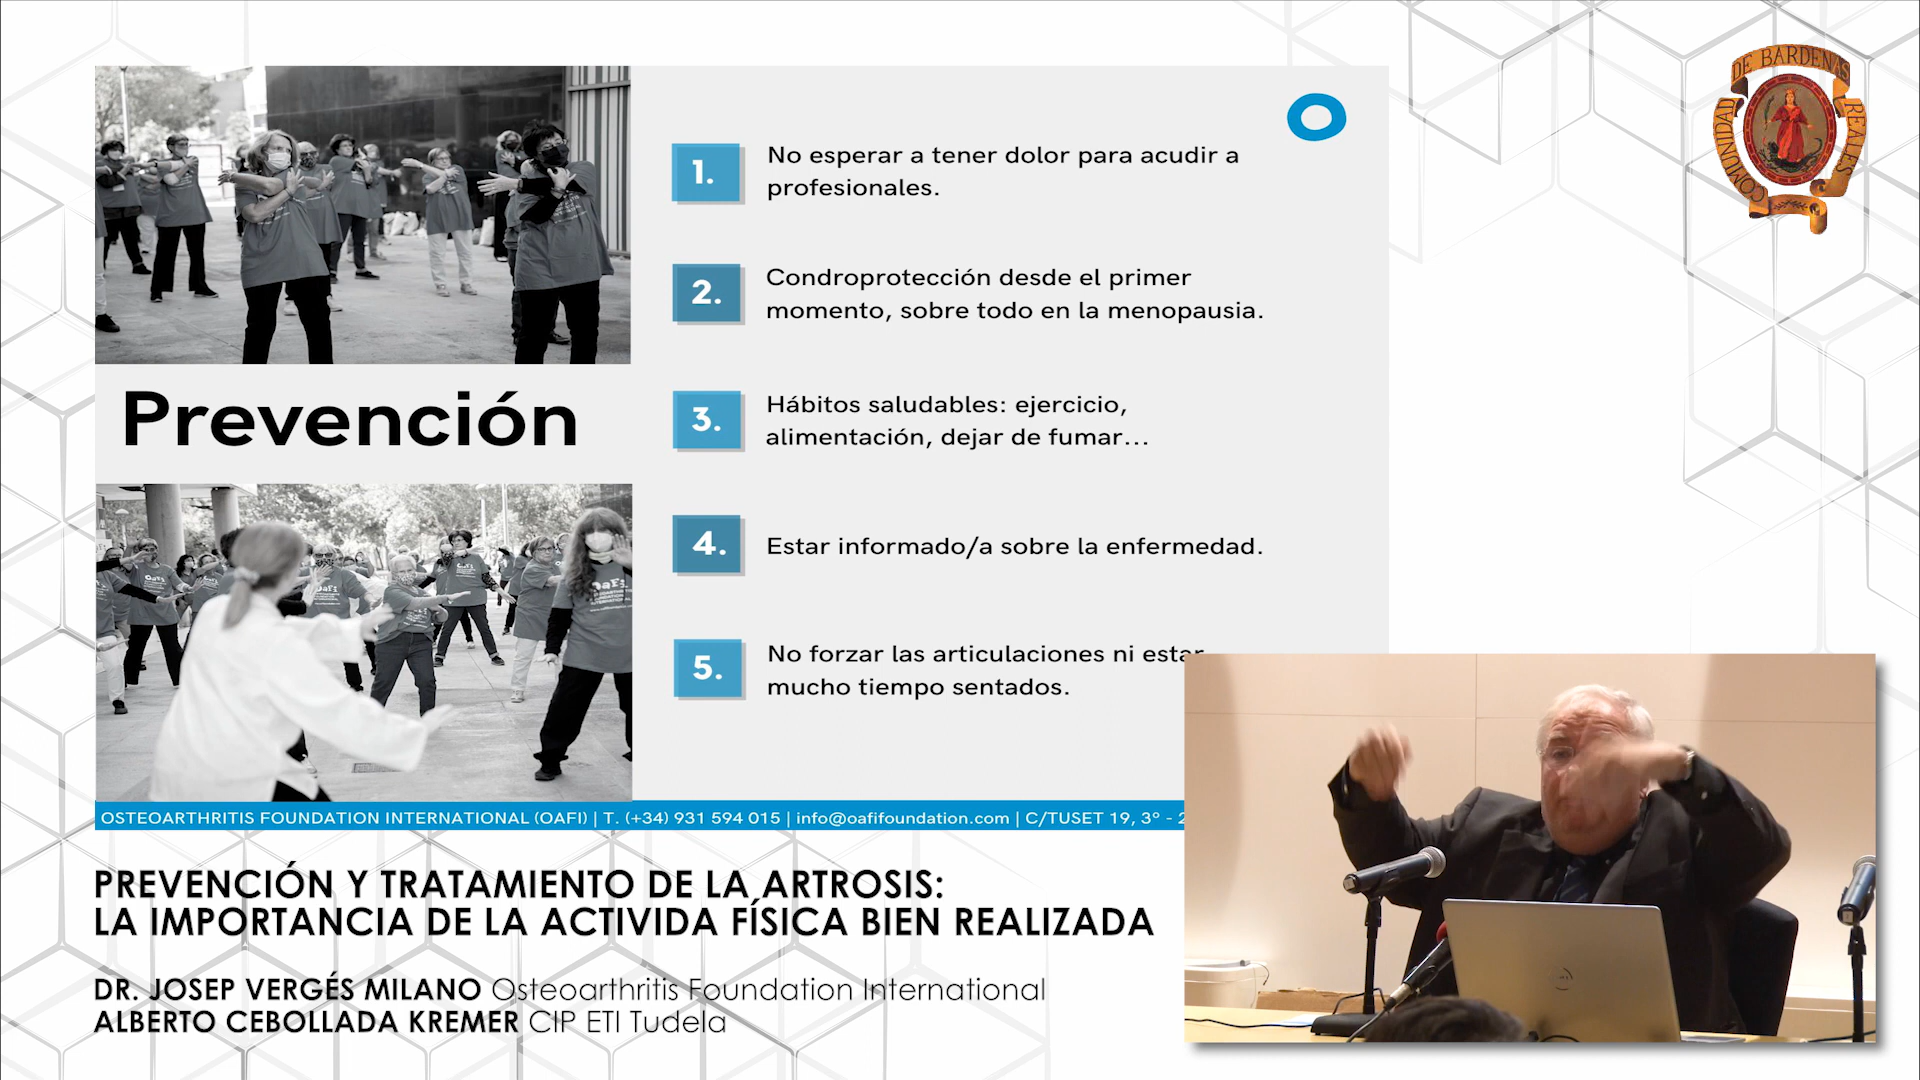 DE BARDENAS
COMUNIDAD
REALES
Prevención
1.
No esperar a tener dolor para acudir a
profesionales.
2.
Condroprotección desde el primer
momento, sobre todo en la menopausia.
3.
Hábitos saludables: ejercicio,
alimentación, dejar de fumar...
4.
Estar informado/a sobre la enfermedad.
5.
No forzar las articulaciones ni estar
mucho tiempo sentados.
OSTEOARTHRITIS FOUNDATION INTERNATIONAL (OAFI) | T. (+34) 931 594 015 | info@oafifoundation.com | C/TUSET 19, 3º - 2
PREVENCIÓN Y TRATAMIENTO DE LA ARTROSIS:
LA IMPORTANCIA DE LA ACTIVIDA FÍSICA BIEN REALIZADA
DR. JOSEP VERGÉS MILANO Osteoarthritis Foundation International
ALBERTO CEBOLLADA KREMER CIP ETI Tudela